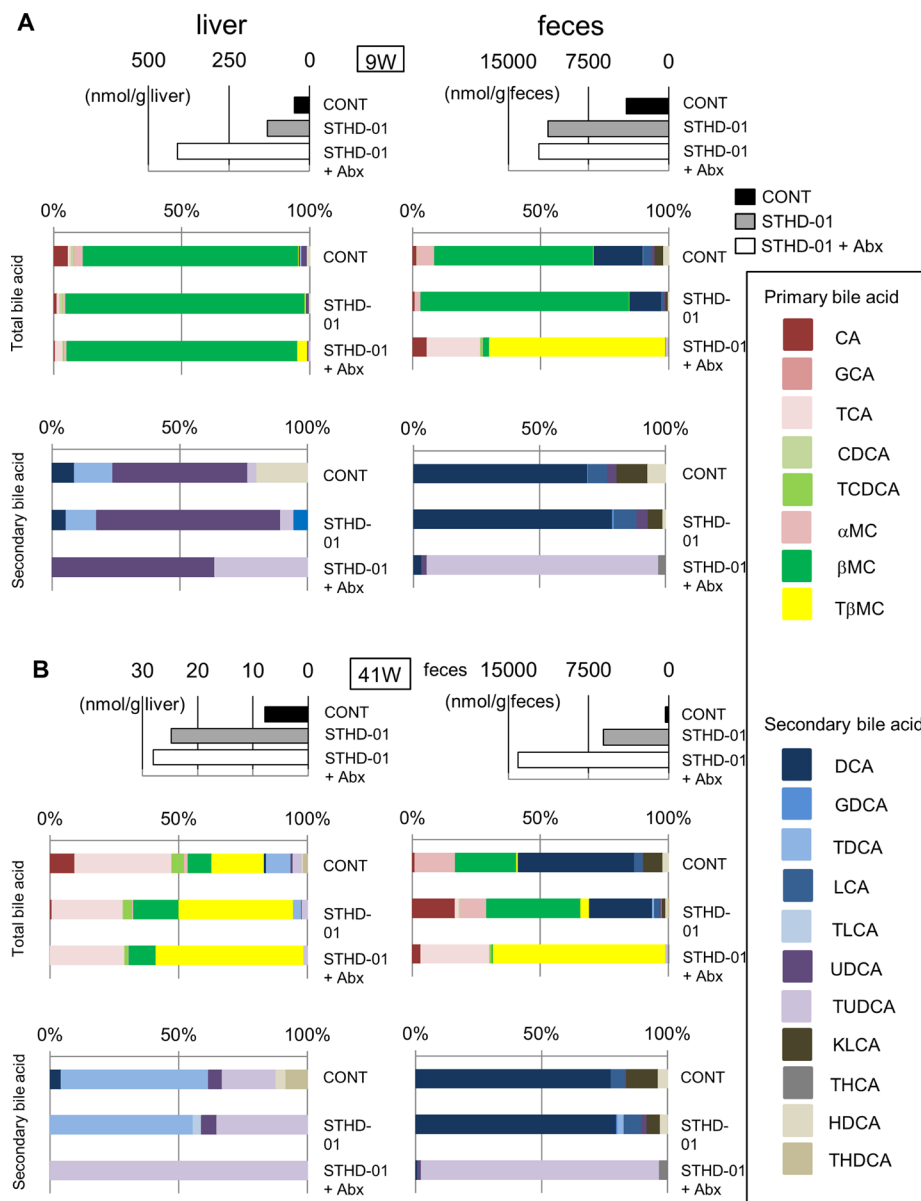 A
liver
feces
500 250 0
9W
15000 7500 0
(nmol/g liver)
(nmol/g feces)
CONT
STHD-01
STHD-01
+ Abx
CONT
STHD-01
STHD-01
+ Abx
CONT
STHD-01
STHD-01 + Abx
Total bile acid
0% 50% 100%
CONT
STHD-
01
STHD-01
+ Abx
0% 50% 100%
CONT
STHD-
01
STHD-01
+ Abx
Secondary bile acid
0% 50% 100%
CONT
STHD-
01
STHD-01
+ Abx
0% 50% 100%
CONT
STHD-
01
STHD-01
+ Abx
Primary bile acid
CA
GCA
TCA
CDCA
TCDCA
αMC
βMC
TβMC
B
30 20 10 0
41W
feces
15000 7500 0
(nmol/g liver)
(nmol/g feces)
CONT
STHD-01
STHD-01
+ Abx
CONT
STHD-01
STHD-01
+ Abx
Total bile acid
0% 50% 100%
CONT
STHD-
01
STHD-01
+ Abx
0% 50% 100%
CONT
STHD-
01
STHD-01
+ Abx
Secondary bile acid
0% 50% 100%
CONT
STHD-
01
STHD-01
+ Abx
0% 50% 100%
CONT
STHD-
01
STHD-01
+ Abx
Secondary bile acid
DCA
GDCA
TDCA
LCA
TLCA
UDCA
TUDCA
KLCA
THCA
HDCA
THDCA